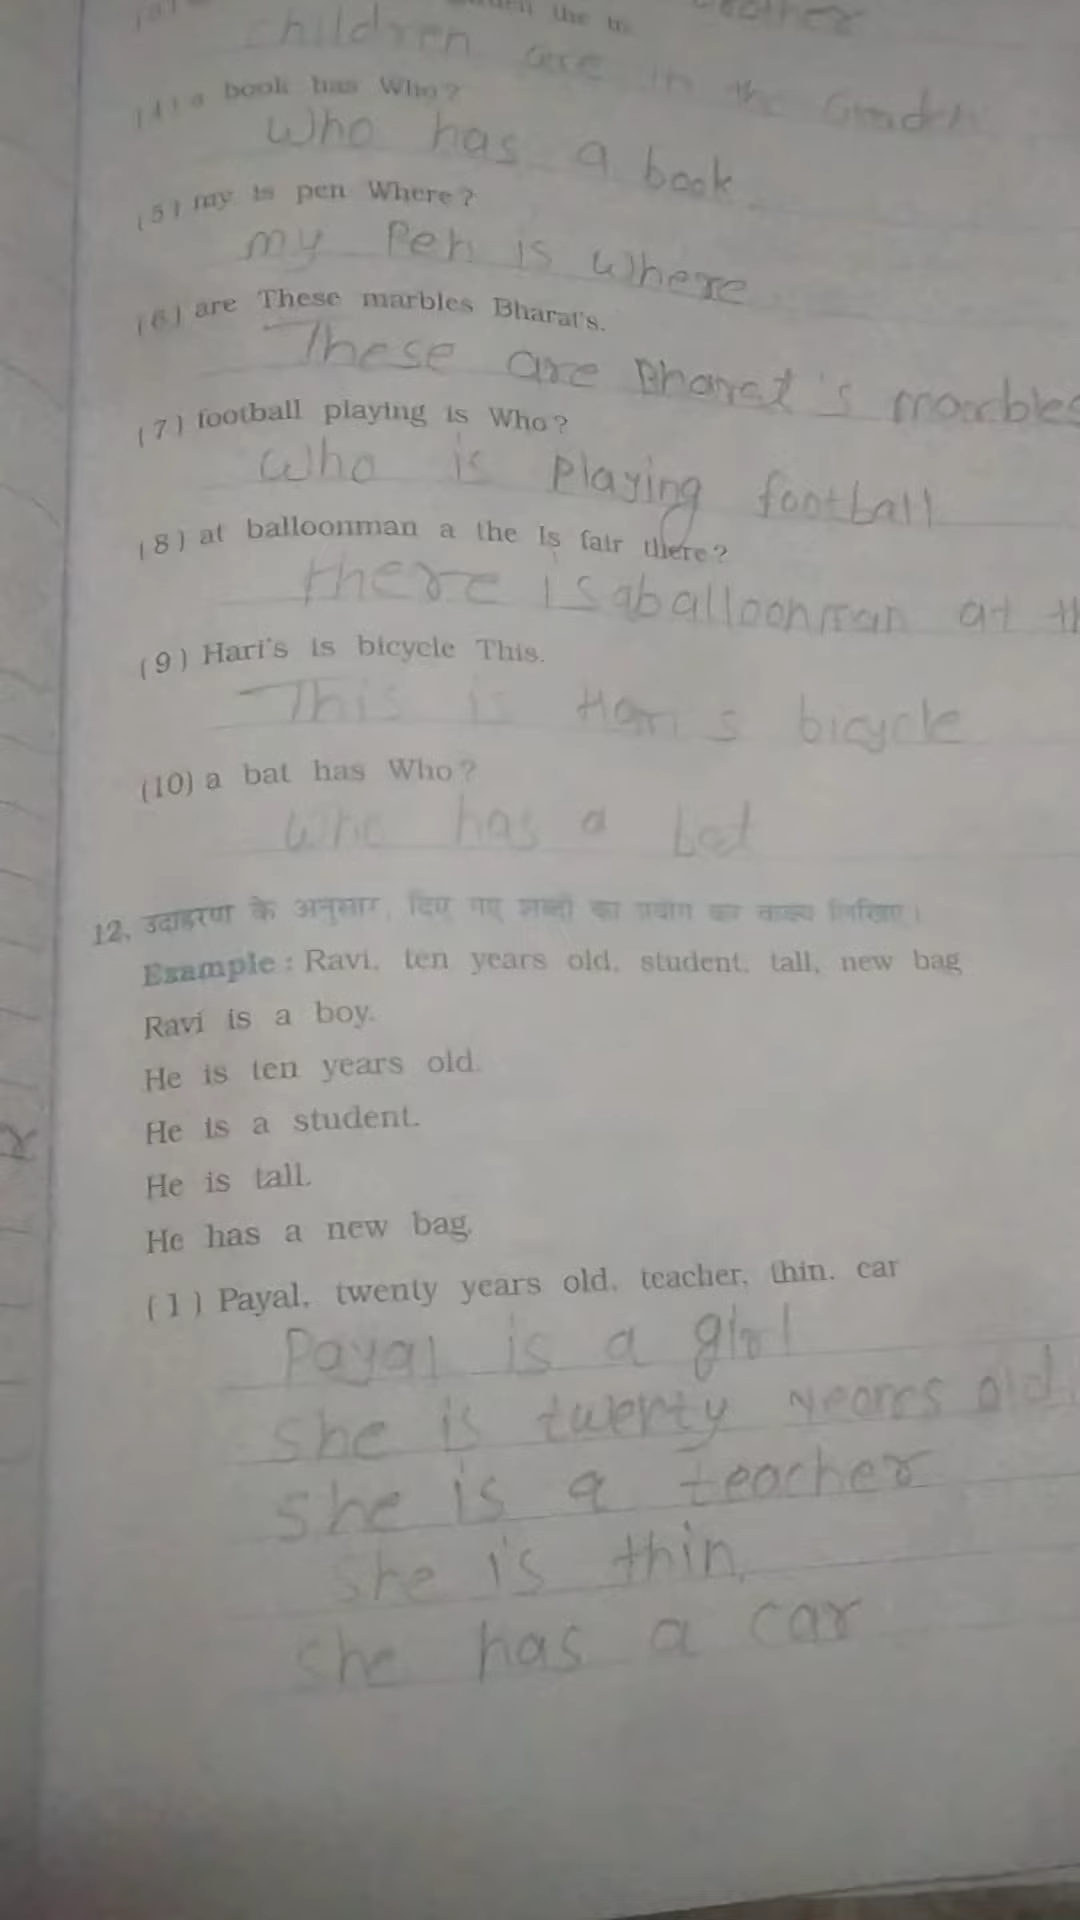 children are in the
(4) a book has Who?
Who has a book
(5) my is pen Where?
my Pen is where
(6) are These marbles Bharat's.
These are Bharat's marbles
(7) football playing is Who?
Who is playing football
(8) at balloonman a the Is fair there?
there is a balloonman at th
(9) Hari's is bicycle This.
This is Hari s bicycle
(10) a bat has Who?
who has a bat
12. उदाहरण के अनुसार, दिए गए शब्दों का प्रयोग कर वाक्य लिखिए।
Example : Ravi, ten years old, student, tall, new bag
Ravi is a boy.
He is ten years old.
He is a student.
He is tall.
He has a new bag.
(1) Payal, twenty years old, teacher, thin, car
Payal is a
she is twenty old.
she is a teacher
she is thin.
she has a car